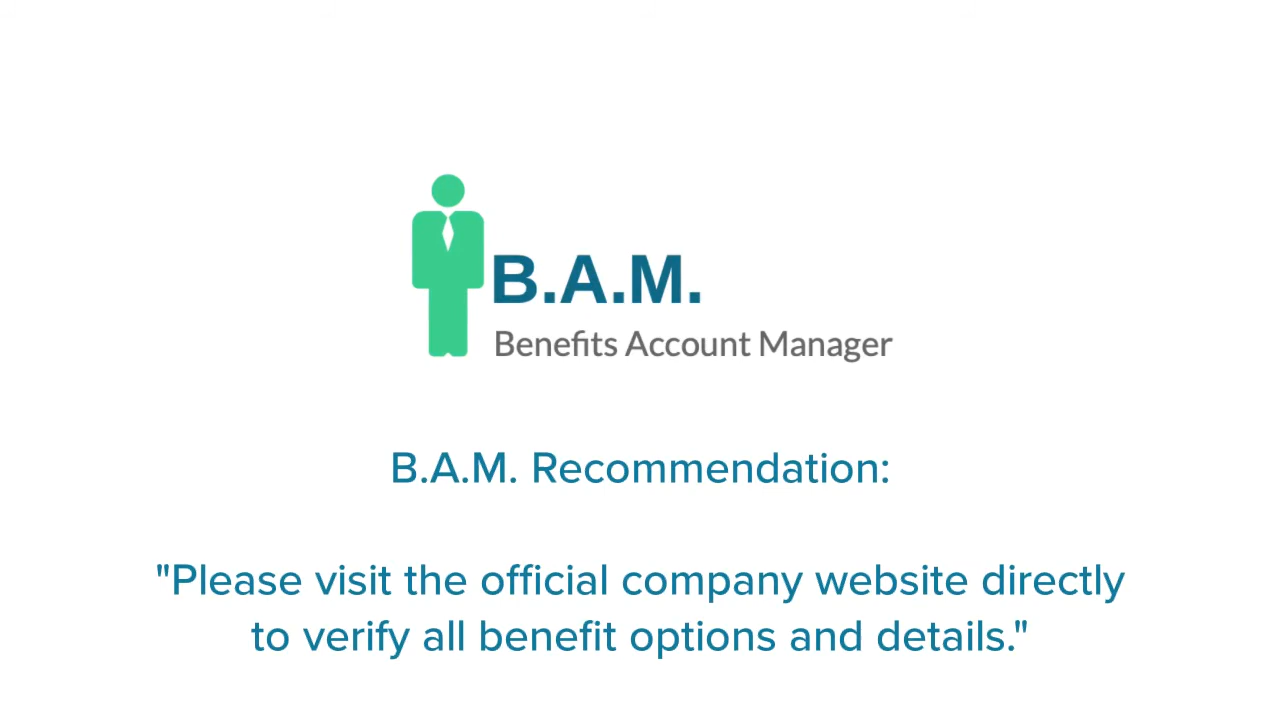 B.A.M.
Benefits Account Manager
B.A.M. Recommendation:
"Please visit the official company website directly
to verify all benefit options and details."